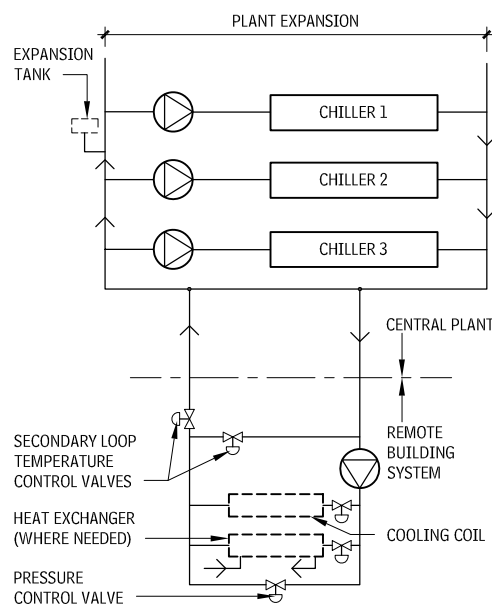 PLANT EXPANSION
EXPANSION
TANK
CHILLER 1
CHILLER 2
CHILLER 3
CENTRAL PLANT
REMOTE
BUILDING
SYSTEM
SECONDARY LOOP
TEMPERATURE
CONTROL VALVES
HEAT EXCHANGER
(WHERE NEEDED)
COOLING COIL
PRESSURE
CONTROL VALVE